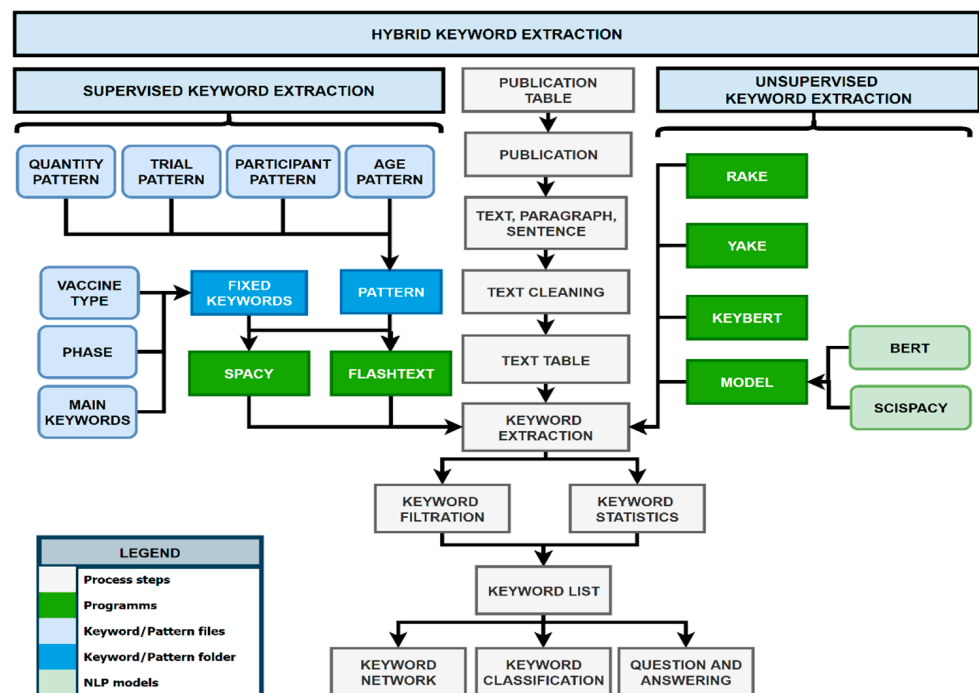 HYBRID KEYWORD EXTRACTION
SUPERVISED KEYWORD EXTRACTION
PUBLICATION
TABLE
UNSUPERVISED
KEYWORD EXTRACTION
QUANTITY
PATTERN
TRIAL
PATTERN
PARTICIPANT
PATTERN
AGE
PATTERN
PUBLICATION
RAKE
TEXT, PARAGRAPH,
SENTENCE
YAKE
VACCINE
TYPE
FIXED
KEYWORDS
PATTERN
TEXT CLEANING
KEYBERT
PHASE
SPACY
FLASHTEXT
TEXT TABLE
MODEL
BERT
MAIN
KEYWORDS
KEYWORD
EXTRACTION
SCISPACY
KEYWORD
FILTRATION
KEYWORD
STATISTICS
KEYWORD LIST
KEYWORD
NETWORK
KEYWORD
CLASSIFICATION
QUESTION AND
ANSWERING
LEGEND
Process steps
Programms
Keyword/Pattern files
Keyword/Pattern folder
NLP models